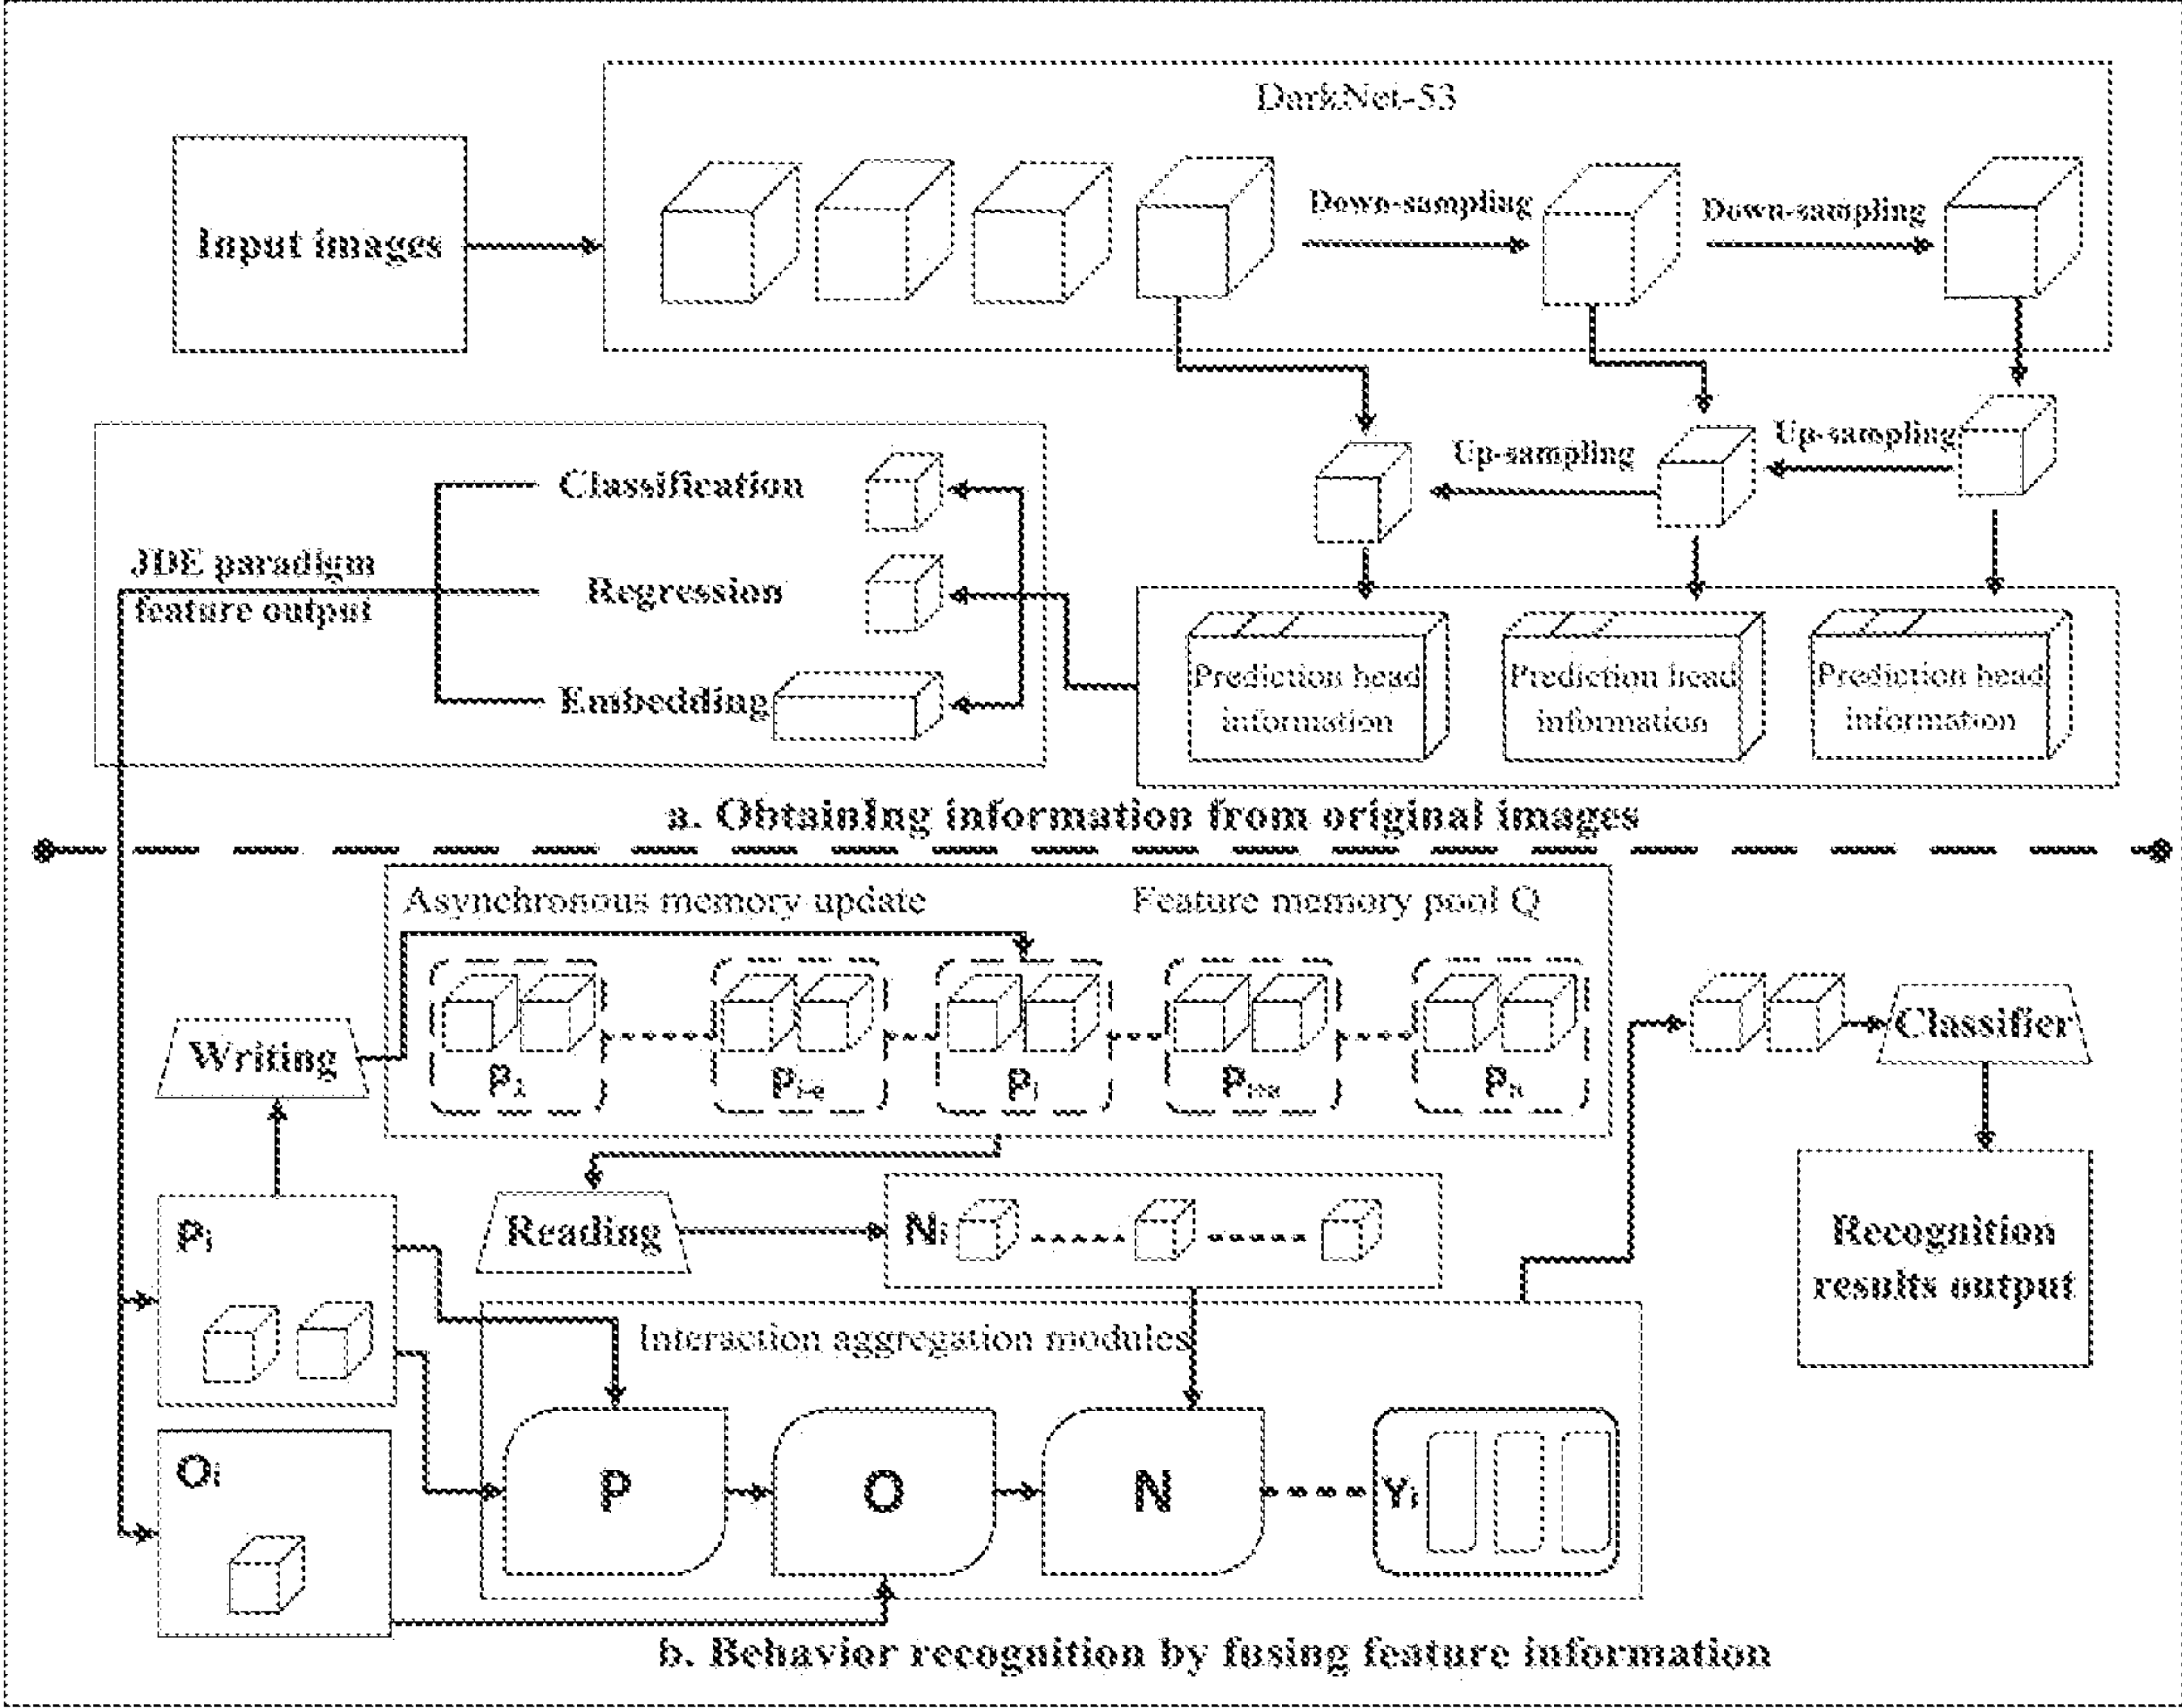 DarkNet-53
Input images
Down-sampling
Down-sampling
Up-sampling
Up-sampling
Classification
JDE paradigm
feature output
Regression
Embedding
Prediction head
information
Prediction head
information
Prediction head
information
a. ObtainIng information from original images
Asynchronous memory update
Feature memory pool Q
Writing
P1
Pi
Pn
Classifier
Reading
Ni
Recognition
results output
Pi
Interaction aggregation modules
Oi
P
O
N
Yi
b. Behavior recognition by fusing feature information